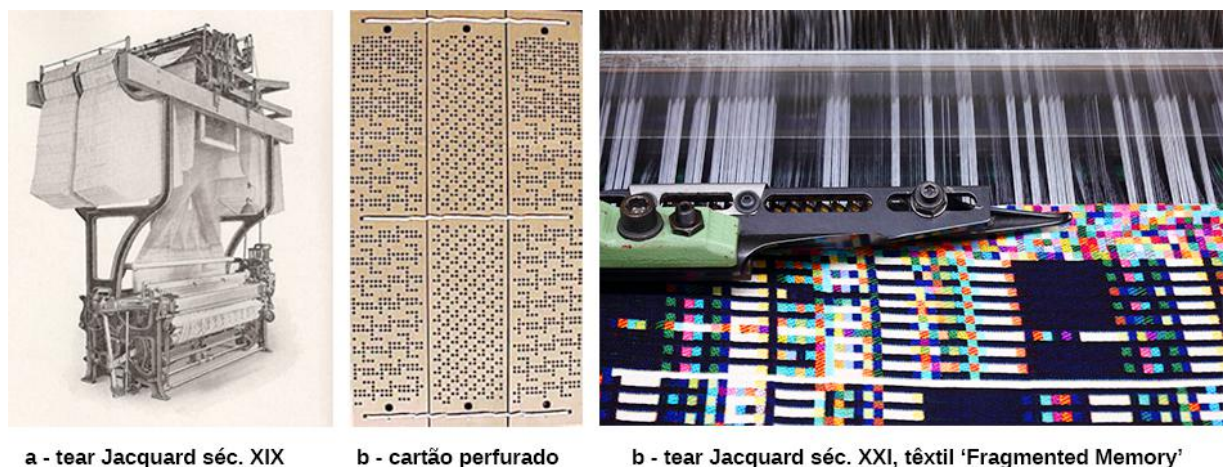 a - tear Jacquard séc. XIX
b - cartão perfurado
b - tear Jacquard séc. XXI, têxtil ‘Fragmented Memory’